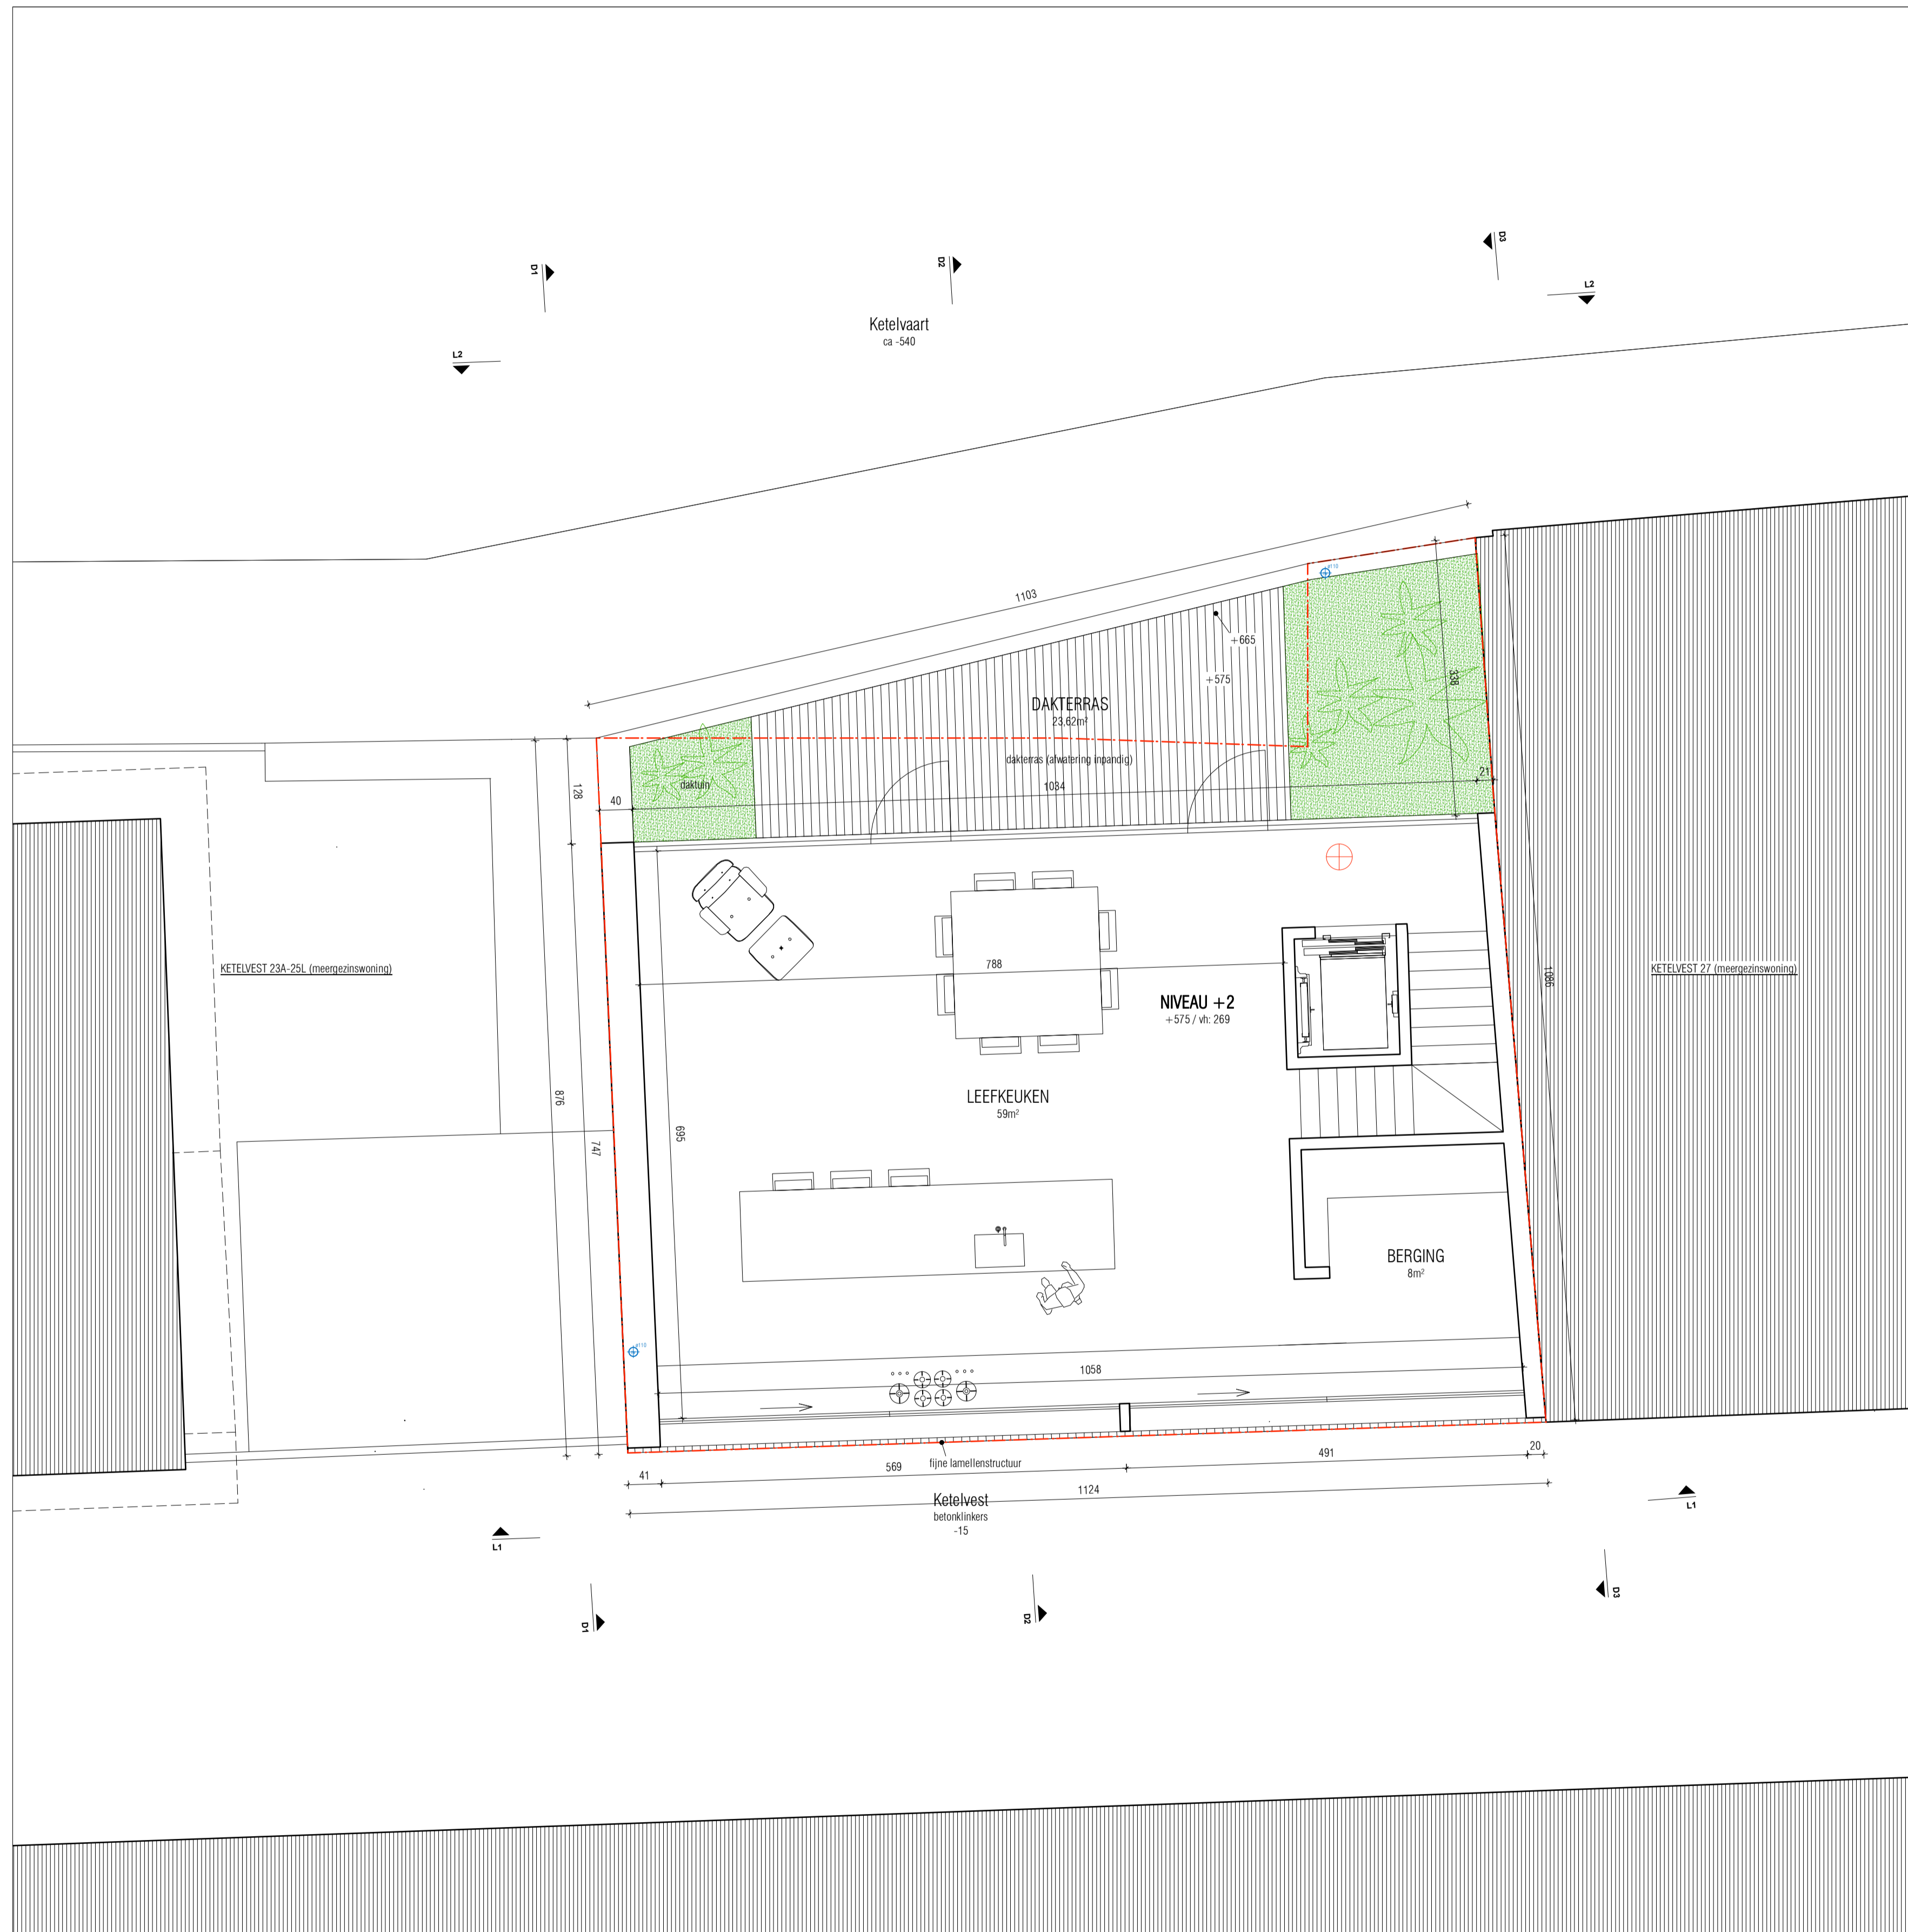 D3
D1
D2
L2
Ketelvaart
ca -540
L2
1103
ø110
+665
338
+575
DAKTERRAS
23,62m²
dakterras (afwatering inpandig)
128
daktuin
1034
21
40
KETELVEST 23A-25L (meergezinswoning)
788
KETELVEST 27 (meergezinswoning)
1086
NIVEAU +2
+575 / vh: 269
876
LEEFKEUKEN
59m²
695
747
BERGING
8m²
ø110
1058
491
20
569
fijne lamellenstructuur
41
1124
Ketelvest
betonklinkers
-15
L1
L1
D3
D1
D2